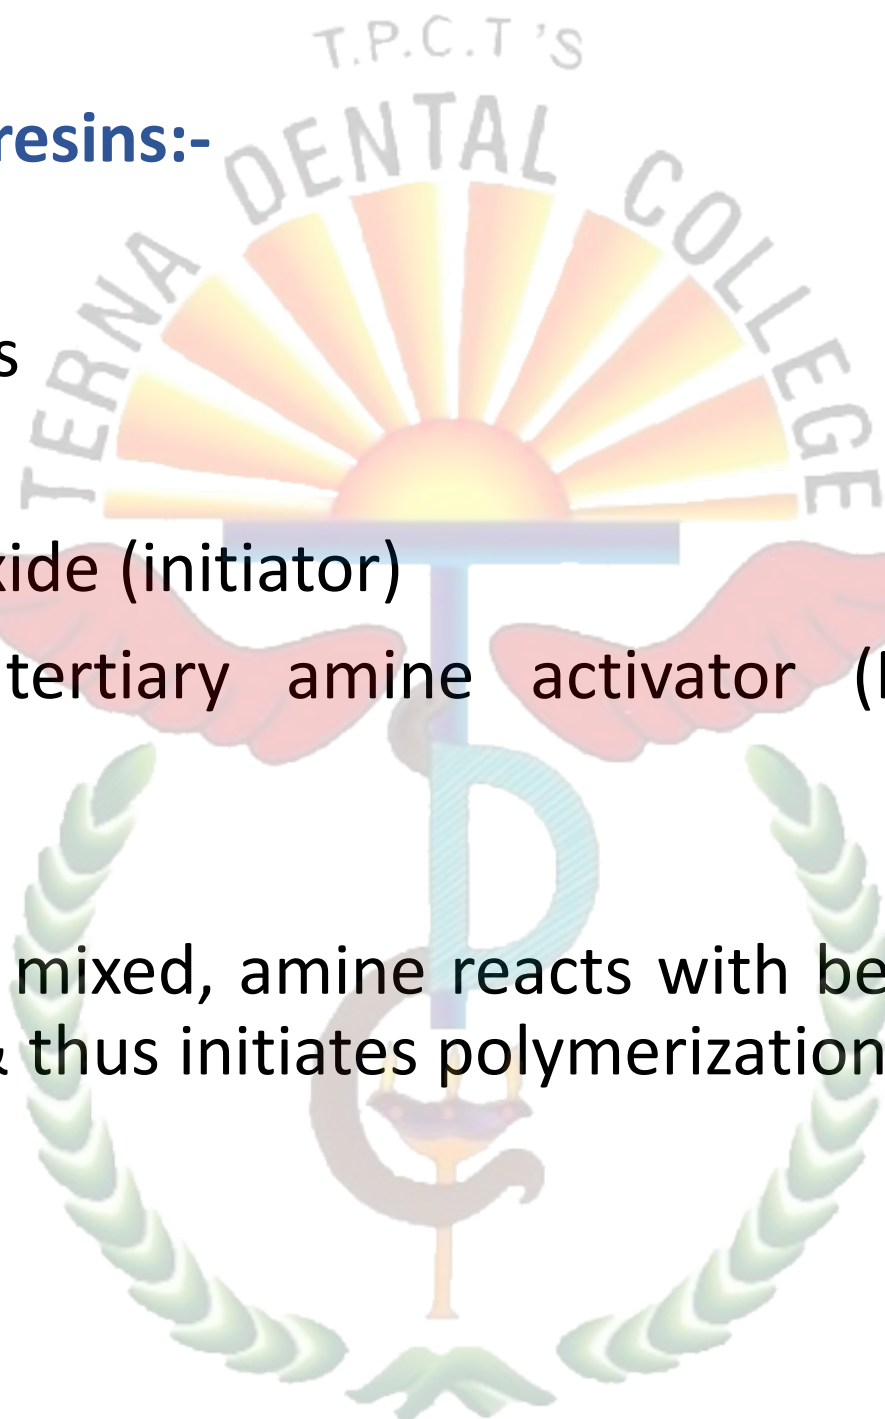 T.P.C.T 'S
TERNA DENTAL COLLEGE
resins:-
s
xide (initiator)
tertiary amine activator (
mixed, amine reacts with be
& thus initiates polymerization